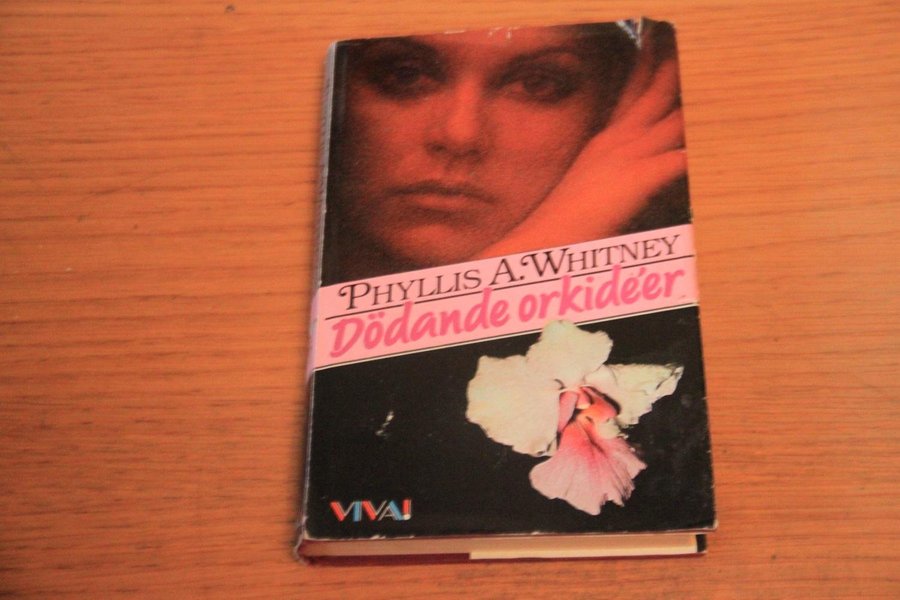 PHYLLIS A. WHITNEY
Dödande orkidéer
VIVA!